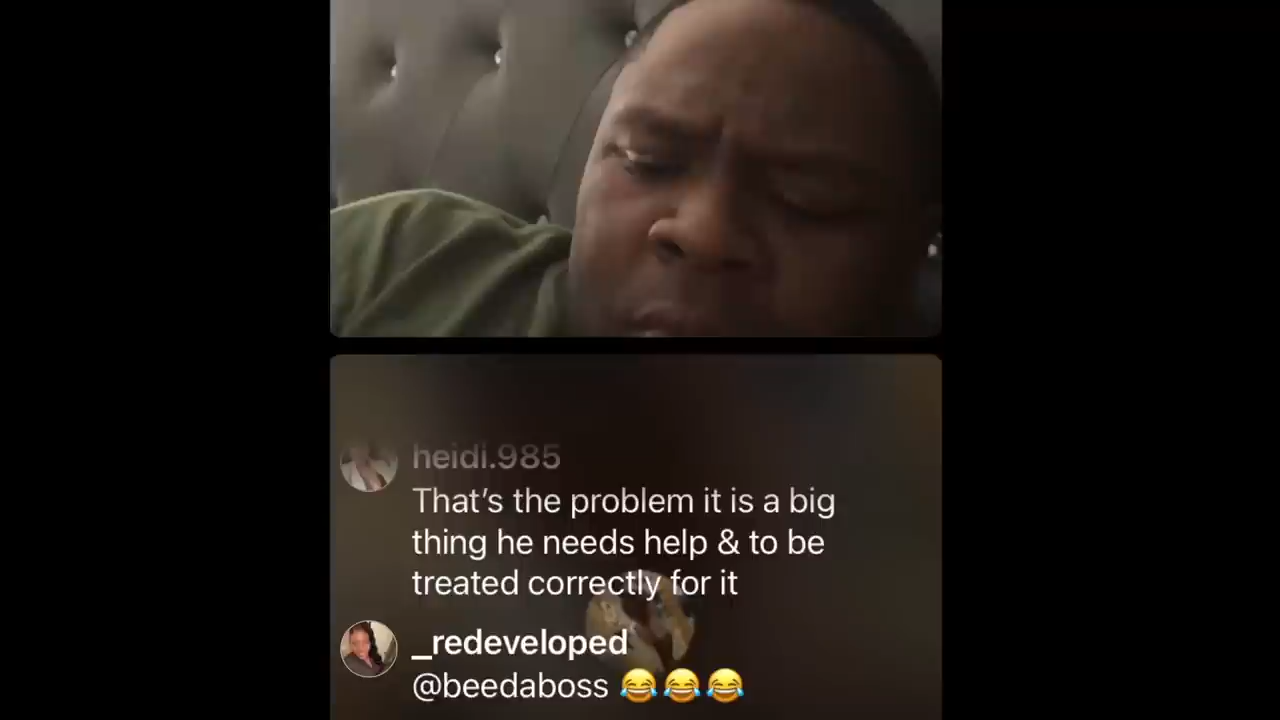 heidi.985
That’s the problem it is a big
thing he needs help & to be
treated correctly for it
_redeveloped
@beedaboss 😂😂😂